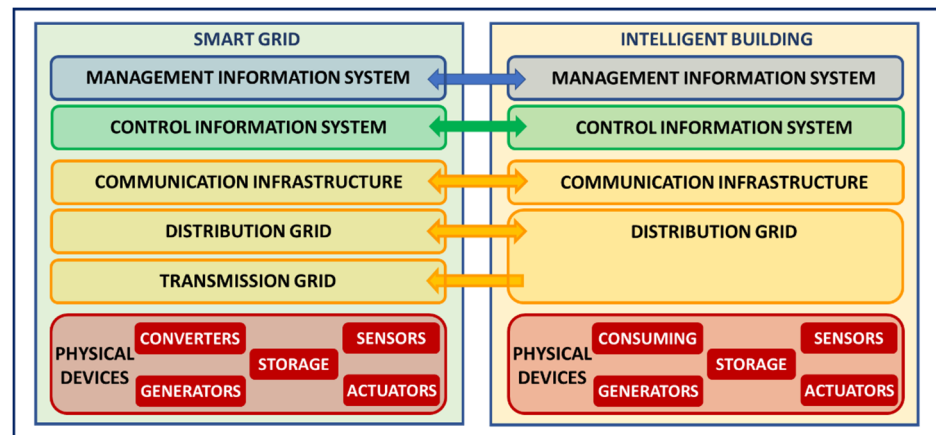 SMART GRID
MANAGEMENT INFORMATION SYSTEM
CONTROL INFORMATION SYSTEM
COMMUNICATION INFRASTRUCTURE
DISTRIBUTION GRID
TRANSMISSION GRID
PHYSICAL
DEVICES
CONVERTERS
SENSORS
STORAGE
GENERATORS
ACTUATORS
INTELLIGENT BUILDING
MANAGEMENT INFORMATION SYSTEM
CONTROL INFORMATION SYSTEM
COMMUNICATION INFRASTRUCTURE
DISTRIBUTION GRID
PHYSICAL
DEVICES
CONSUMING
SENSORS
STORAGE
GENERATORS
ACTUATORS